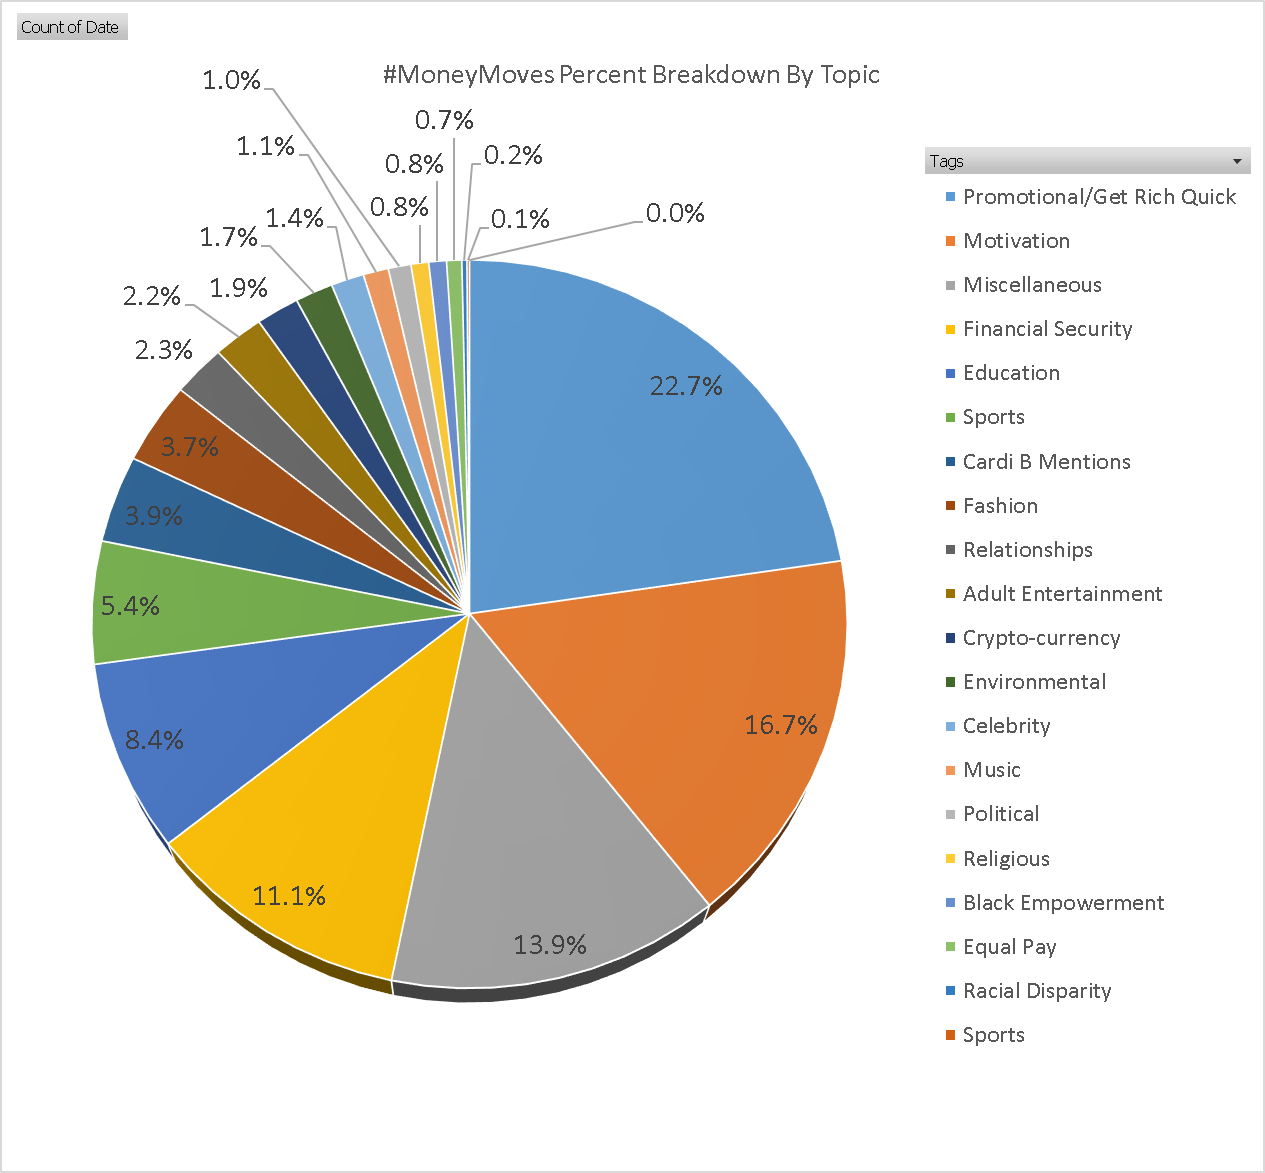 Count of Date
#MoneyMoves Percent Breakdown By Topic
1.0%
0.7%
1.1%
0.8%
0.2%
0.8%
1.4%
0.1%
0.0%
1.7%
1.9%
2.2%
2.3%
22.7%
3.7%
3.9%
5.4%
16.7%
8.4%
11.1%
13.9%
Tags
Promotional/Get Rich Quick
Motivation
Miscellaneous
Financial Security
Education
Sports
Cardi B Mentions
Fashion
Relationships
Adult Entertainment
Crypto-currency
Environmental
Celebrity
Music
Political
Religious
Black Empowerment
Equal Pay
Racial Disparity
Sports